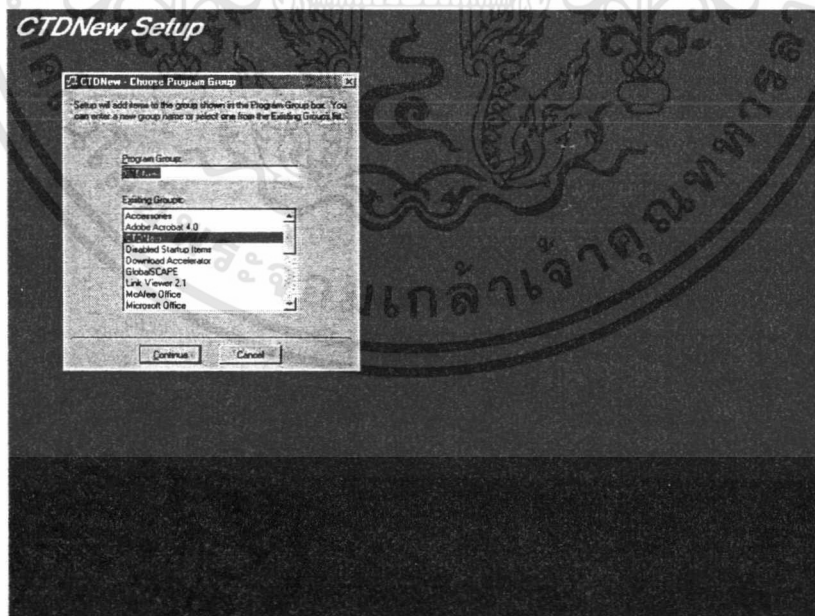 CTDNew Setup
CTDNew - Choose Program Group
Setup will add items to the group shown in the Program Group box. You
can enter a new group name or select one from the Existing Groups list.
Program Group:
Existing Groups:
Accessories
Adobe Acrobat 4.0
Disabled Startup Items
Download Accelerator
GlobalSCAPE
Link Viewer 2.1
McAfee Office
Microsoft Office
Continue
Cancel